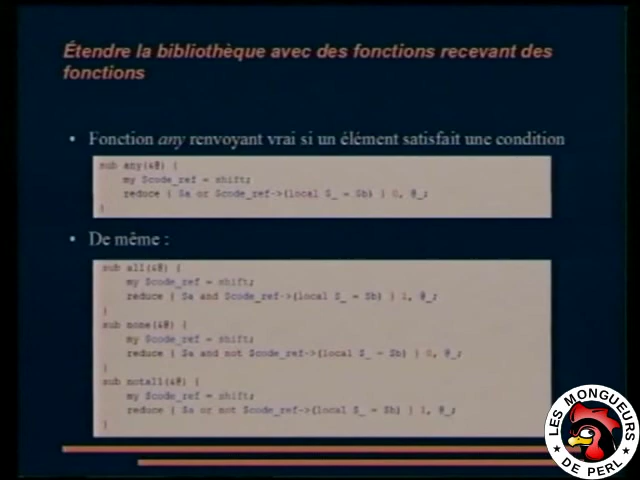 Étendre la bibliothèque avec des fonctions recevant des
fonctions
• Fonction any renvoyant vrai si un élément satisfait une condition
sub any(&@) {
my $code_ref = shift;
reduce { $a or $code_ref->(local $_ = $b) } 0, @_;
}
• De même :
sub all(&@) {
my $code_ref = shift;
reduce { $a and $code_ref->(local $_ = $b) } 1, @_;
}
sub none(&@) {
my $code_ref = shift;
reduce { $a and not $code_ref->(local $_ = $b) } 0, @_;
}
sub notall(&@) {
my $code_ref = shift;
reduce { $a or not $code_ref->(local $_ = $b) } 1, @_;
}
LES MONGUEURS
★ DE PERL ★